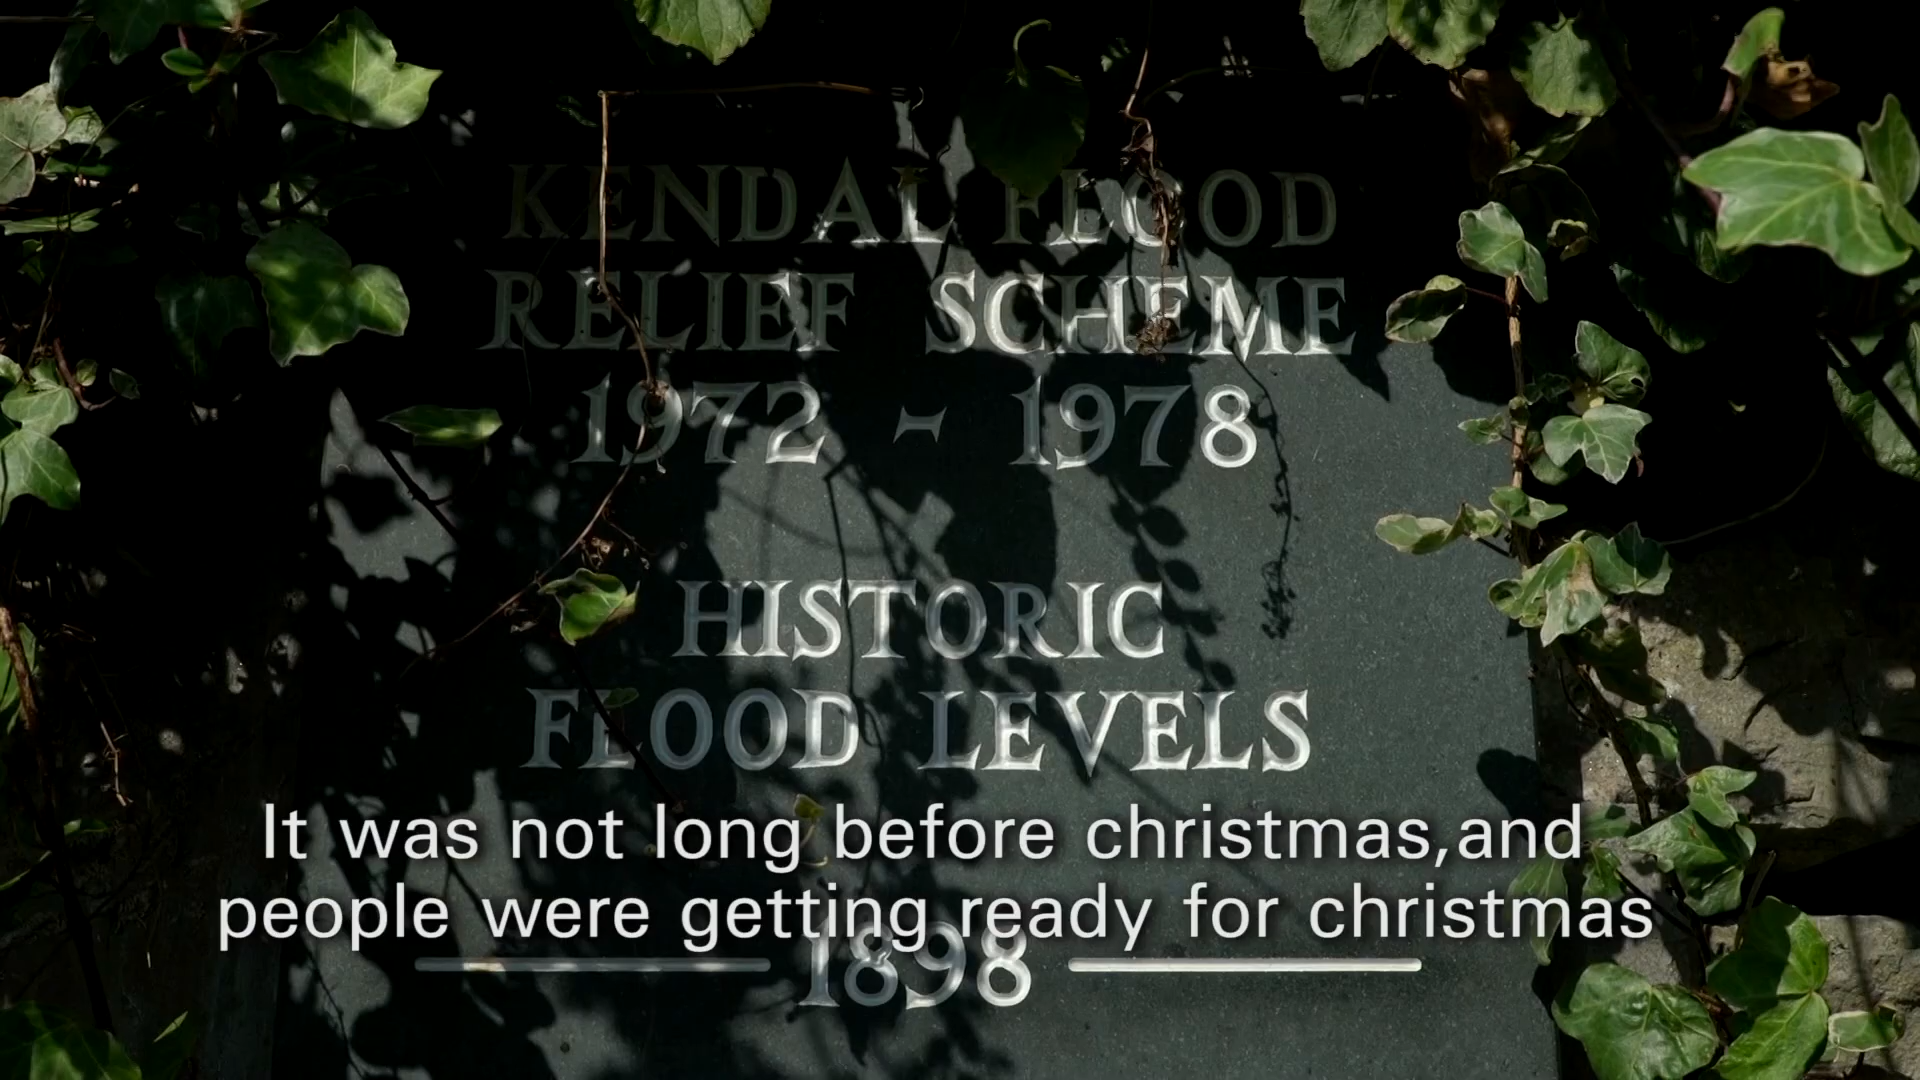 KENDAL FLOOD
RELIEF SCHEME
1972 - 1978
HISTORIC
FLOOD LEVELS
It was not long before christmas,and
people were getting ready for christmas
1898